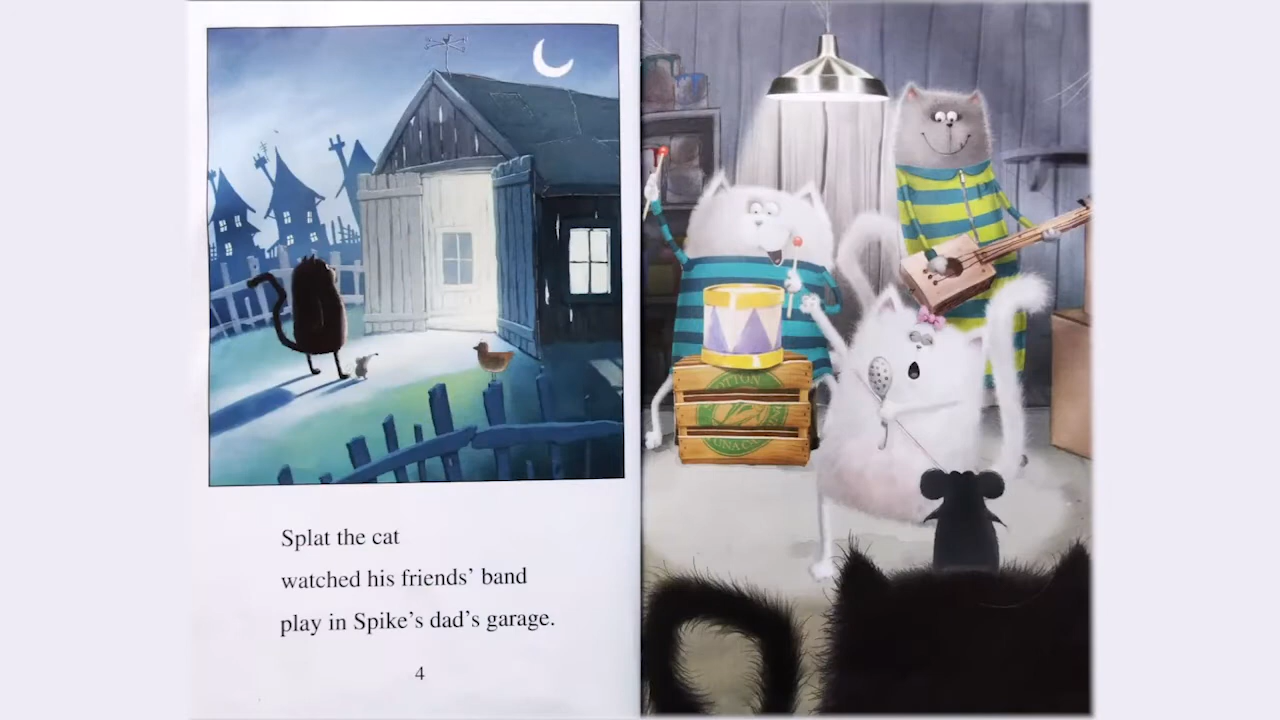 Splat the cat
watched his friends’ band
play in Spike’s dad’s garage.
4